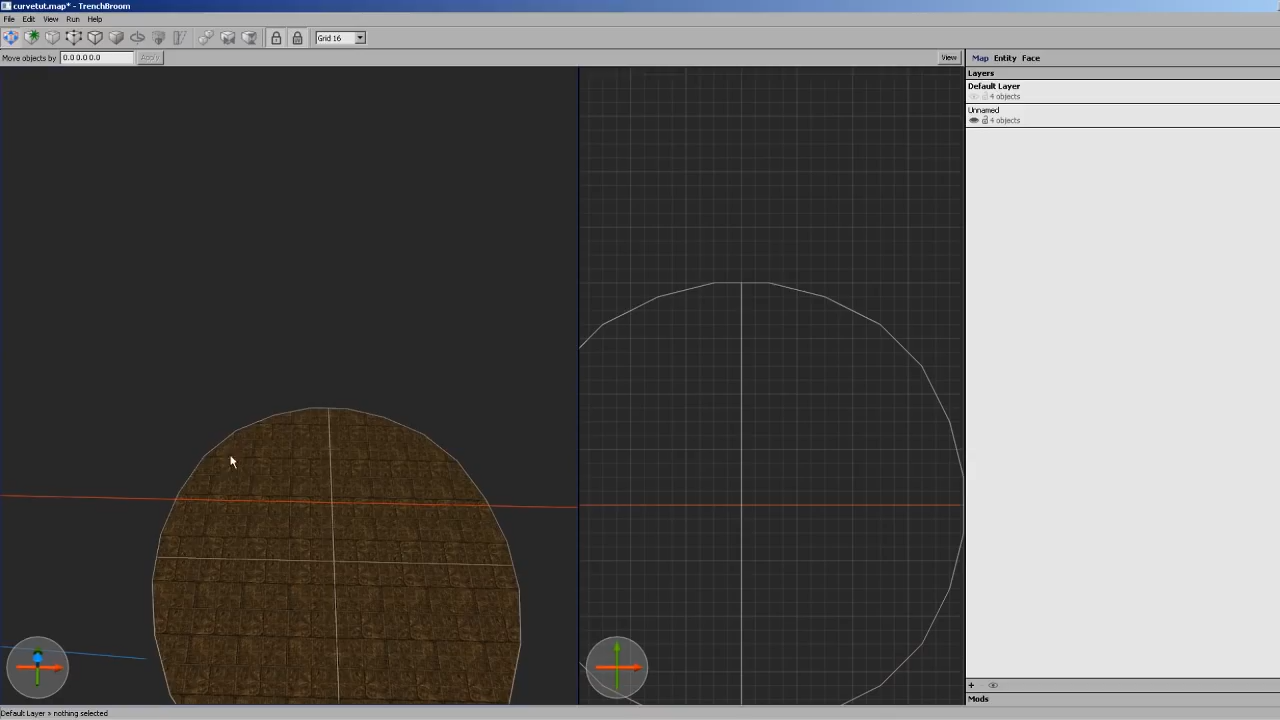 curvetut.map* - TrenchBroom
File Edit View Run Help
Grid 16
Move objects by 0.0 0.0 0.0 Apply
View
Map Entity Face
Layers
Default Layer
4 objects
Unnamed
4 objects
Mods
Default Layer > nothing selected